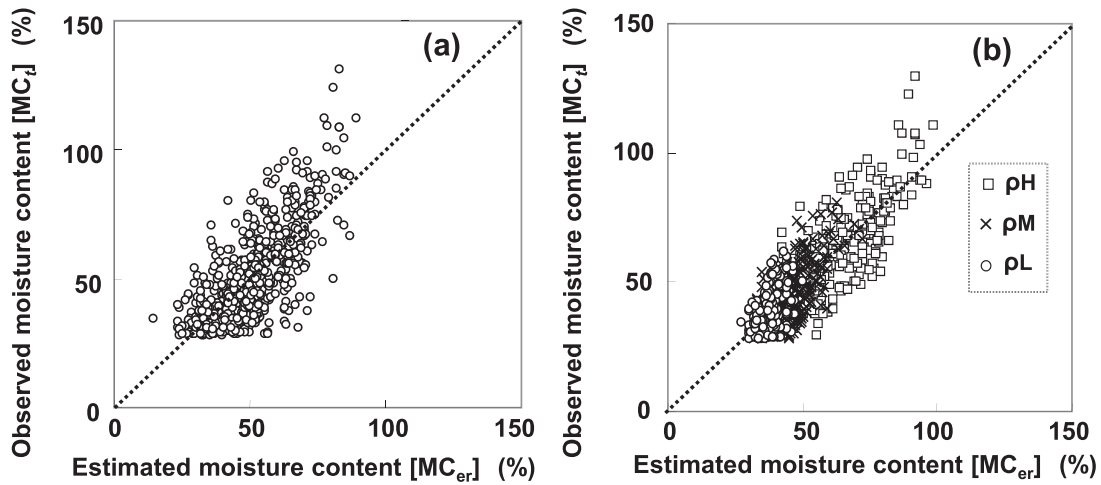 (a)
Observed moisture content [MCt] (%)
150
100
50
0
0 50 100 150
Estimated moisture content [MCer] (%)
(b)
Observed moisture content [MCt] (%)
150
100
50
0
ρH
ρM
ρL
0 50 100 150
Estimated moisture content [MCer] (%)